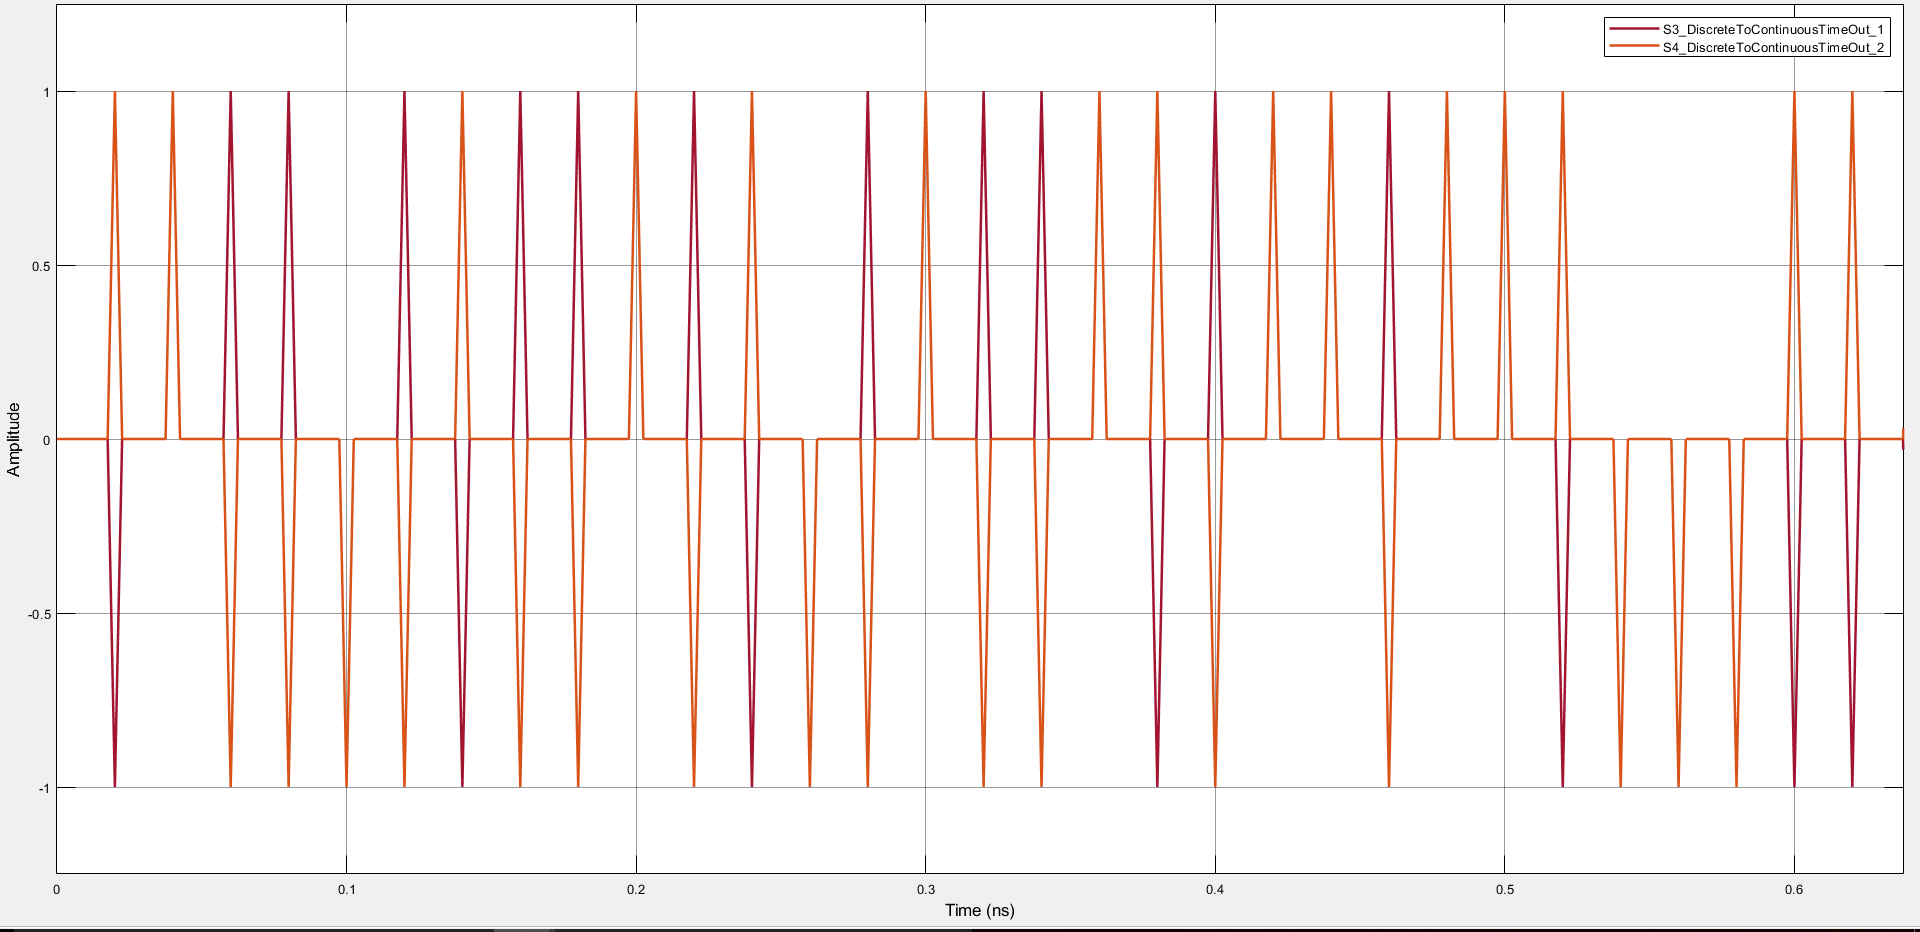 S3_DiscreteToContinuousTimeOut_1
S4_DiscreteToContinuousTimeOut_2
1
0.5
0
-0.5
-1
Amplitude
0 0.1 0.2 0.3 0.4 0.5 0.6
Time (ns)